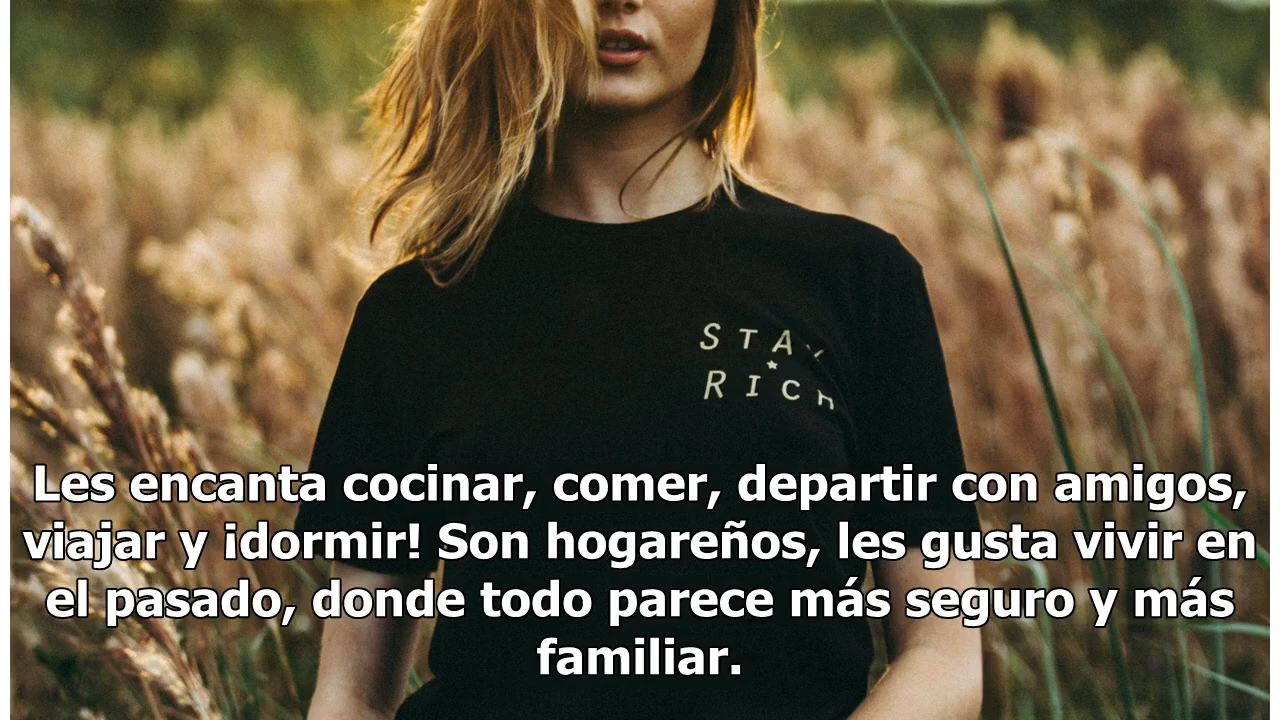 STAY
RICH
Les encanta cocinar, comer, departir con amigos,
viajar y ¡dormir! Son hogareños, les gusta vivir en
el pasado, donde todo parece más seguro y más
familiar.